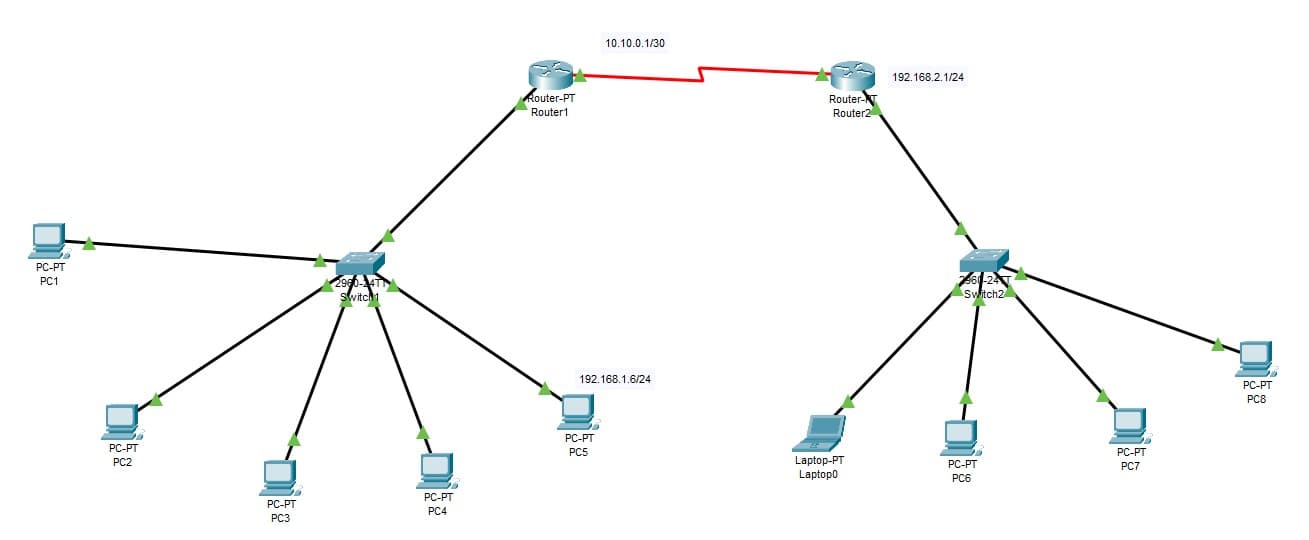 10.10.0.1/30
Router-PT
Router1
192.168.2.1/24
Router-PT
Router2
PC-PT
PC1
2960-24TT
Switch1
2960-24TT
Switch2
192.168.1.6/24
PC-PT
PC2
PC-PT
PC3
PC-PT
PC4
PC-PT
PC5
Laptop-PT
Laptop0
PC-PT
PC6
PC-PT
PC7
PC-PT
PC8